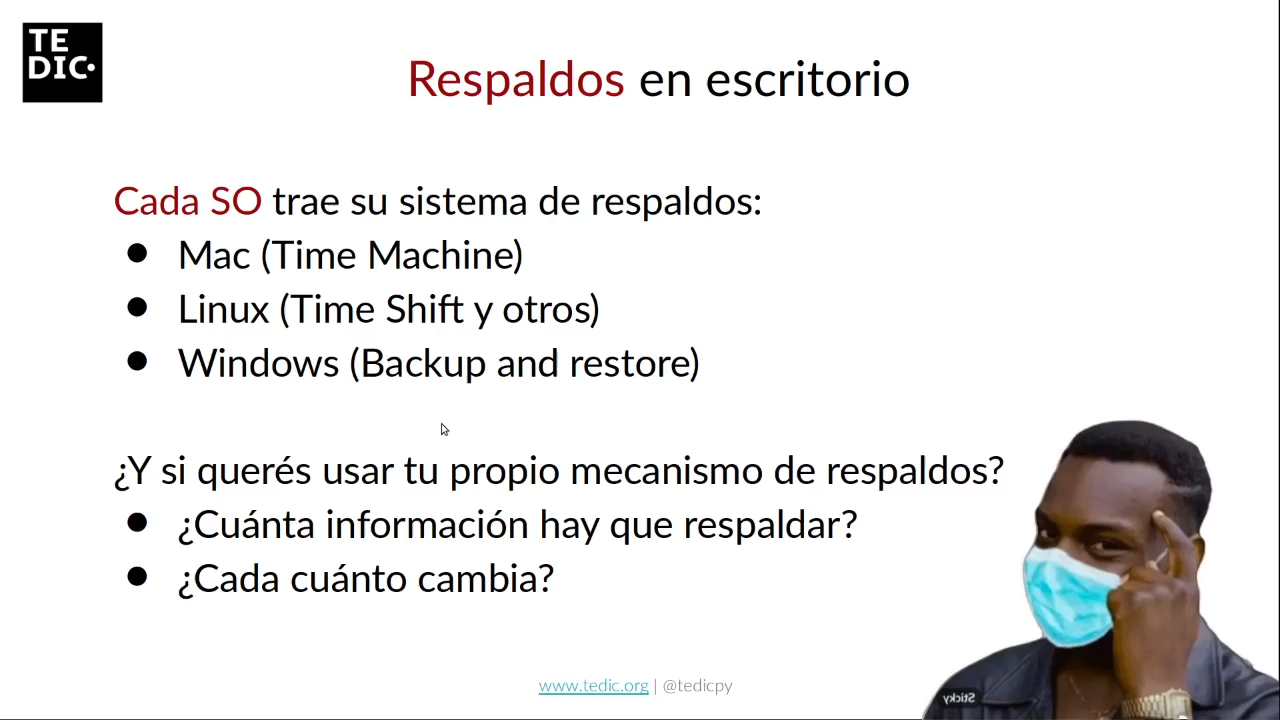 TE
DIC
Respaldos en escritorio
Cada SO trae su sistema de respaldos:
● Mac (Time Machine)
● Linux (Time Shift y otros)
● Windows (Backup and restore)
¿Y si querés usar tu propio mecanismo de respaldos?
● ¿Cuánta información hay que respaldar?
● ¿Cada cuánto cambia?
www.tedic.org | @tedicpy
Sticky